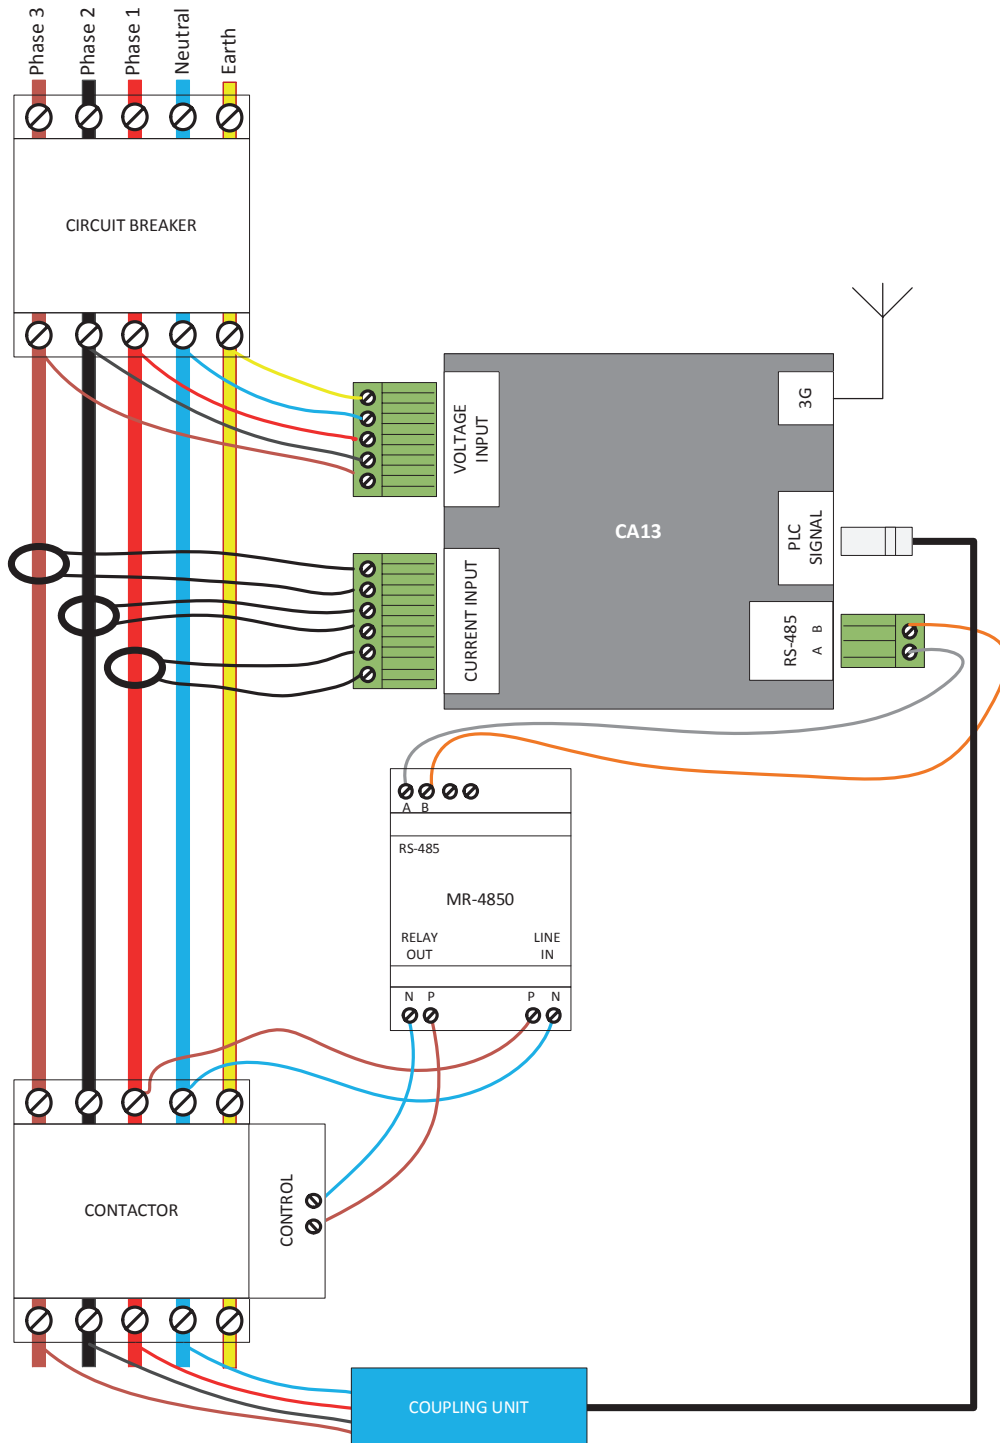 Phase 3
Phase 2
Phase 1
Neutral
Earth
CIRCUIT BREAKER
VOLTAGE
INPUT
3G
CA13
PLC
SIGNAL
CURRENT INPUT
RS-485
A B
A B
RS-485
MR-4850
RELAY
OUT
LINE
IN
N P
P N
CONTACTOR
CONTROL
COUPLING UNIT